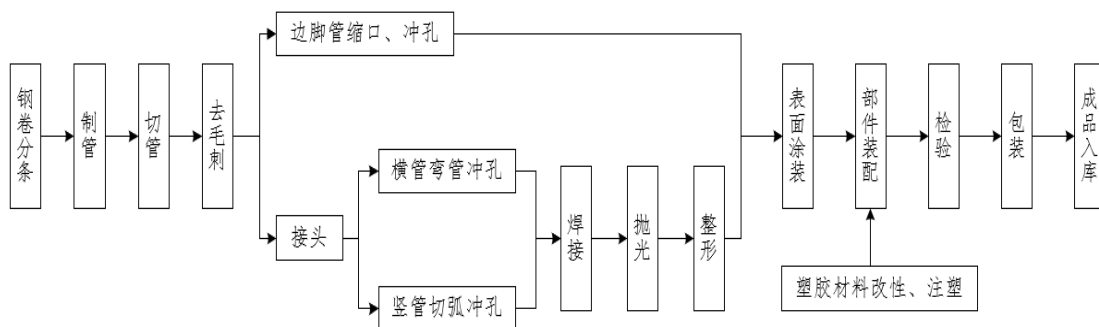 钢卷分条
制管
切管
去毛刺
边脚管缩口、冲孔
接头
横管弯管冲孔
竖管切弧冲孔
焊接
抛光
整形
表面涂装
部件装配
塑胶材料改性、注塑
检验
包装
成品入库